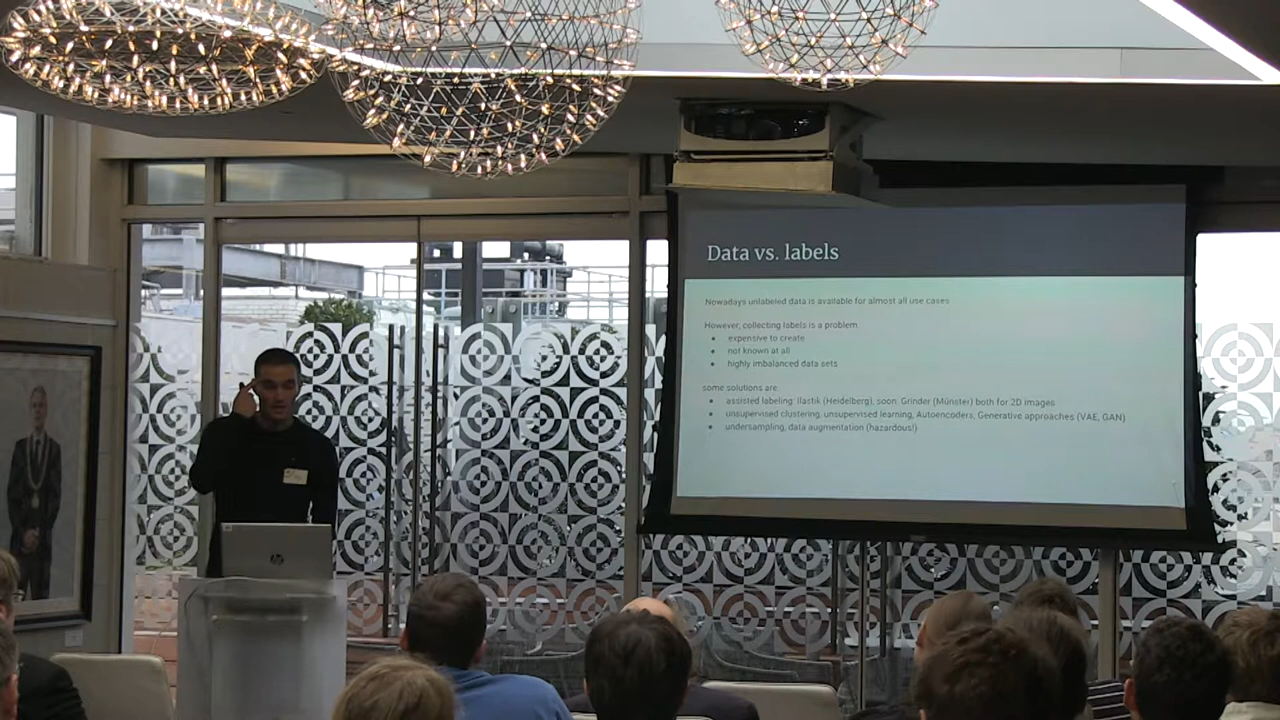 Data vs. labels
Nowadays unlabeled data is available for almost all use cases
However, collecting labels is a problem
• expensive to create
• not known at all
• highly imbalanced data sets
some solutions are:
• assisted labeling: ilastik (Heidelberg), soon: Grinder (Münster) both for 2D images
• unsupervised clustering, unsupervised learning, Autoencoders, Generative approaches (VAE, GAN)
• undersampling, data augmentation (hazardous!)
hp